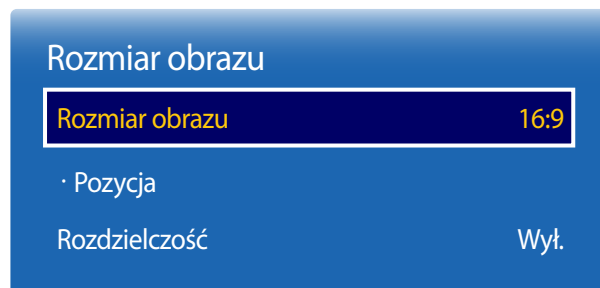 Rozmiar obrazu
Rozmiar obrazu 16:9
· Pozycja
Rozdzielczość Wył.